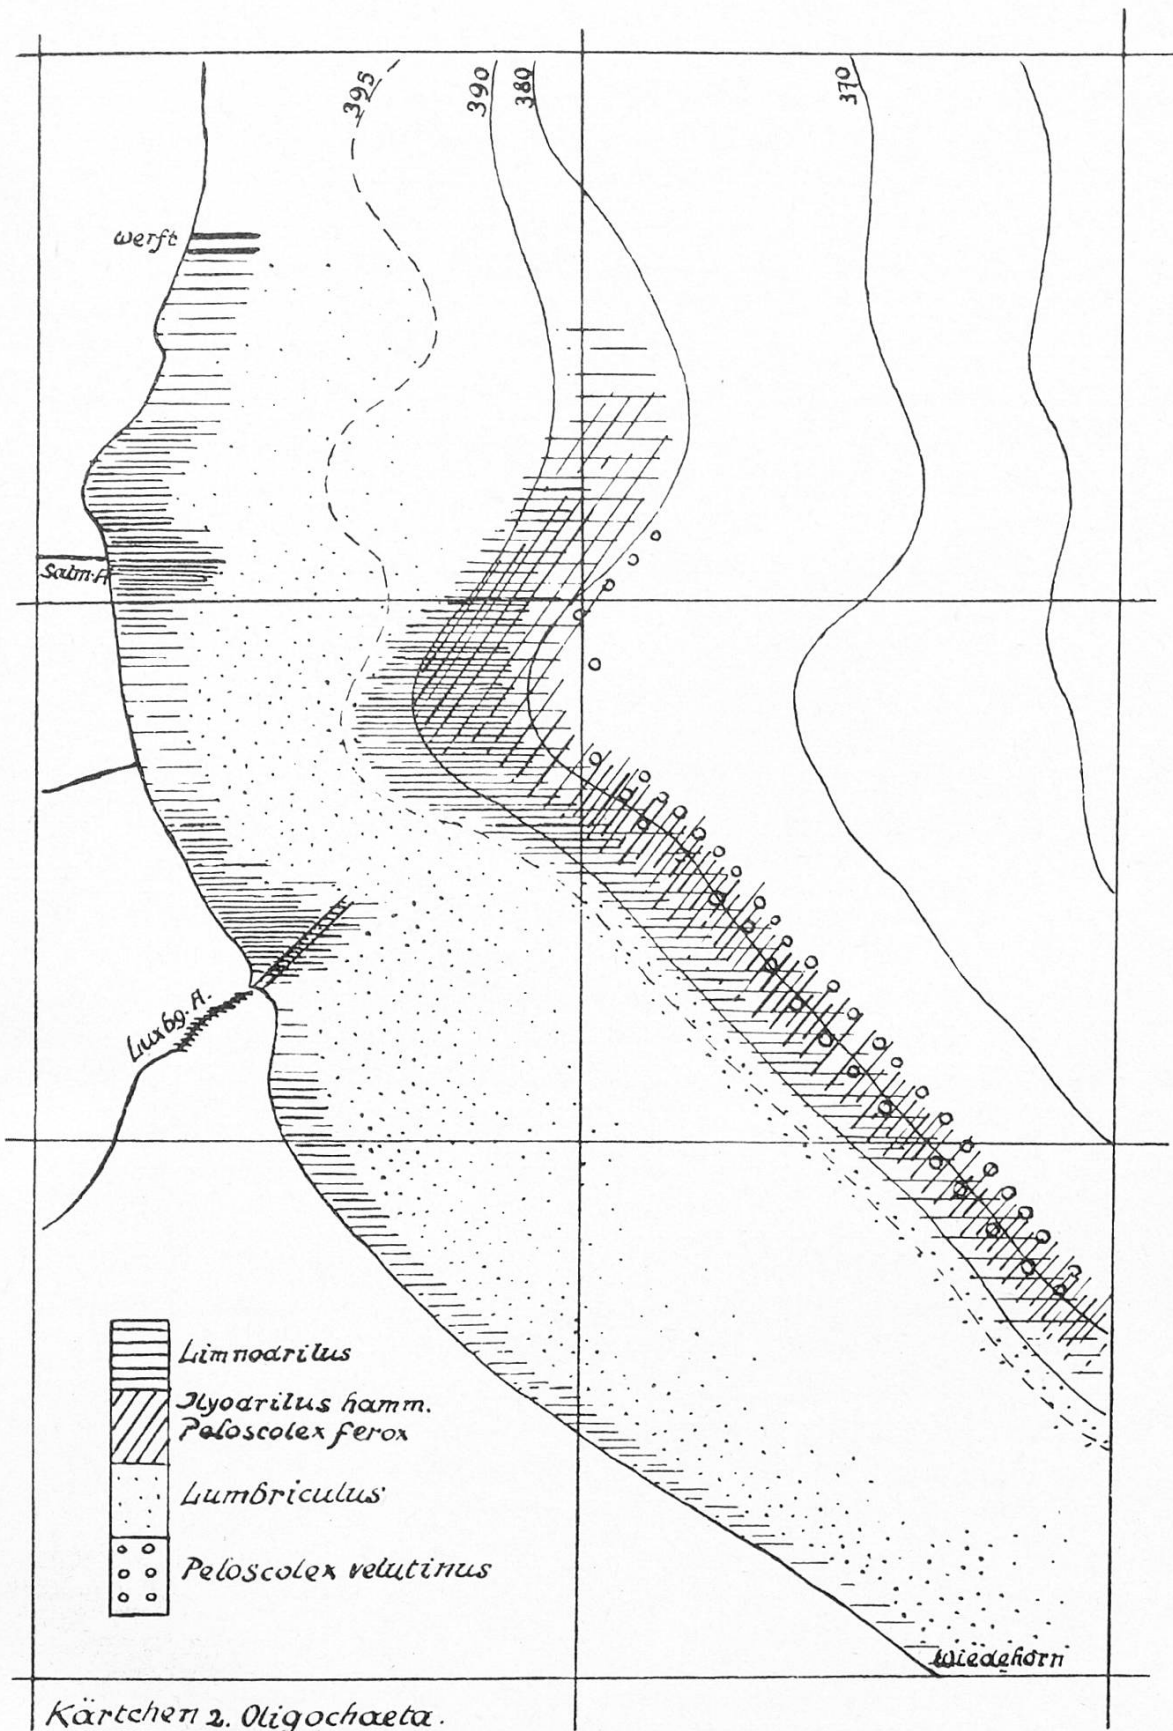 395
390
380
370
Werft
Salm. A
Luxbg. A.
Limnodrilus
Ilyodrilus hamm.
Peloscolex ferox
Lumbriculus
Peloscolex velutinus
Wiedehorn
Kärtchen 2. Oligochaeta.